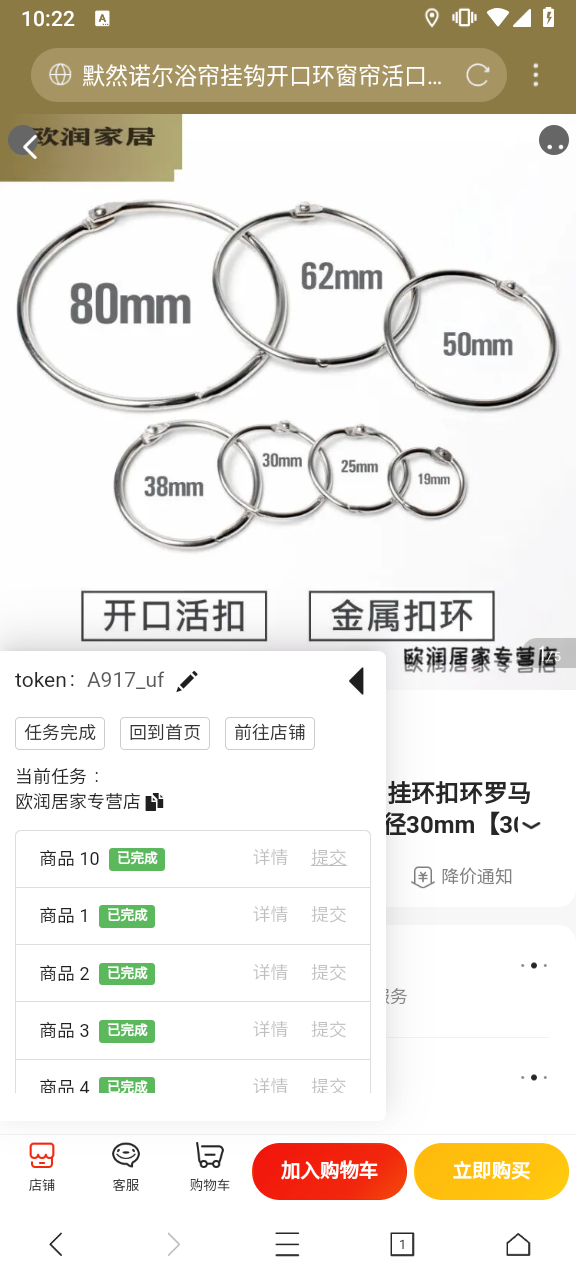 10:22
默然诺尔浴帘挂钩开口环窗帘活口...
欧润家居
80mm
62mm
50mm
38mm
30mm
25mm
19mm
开口活扣
金属扣环
欧润居家专营店
token： A917_uf
任务完成
回到首页
前往店铺
当前任务：
欧润居家专营店
挂环扣环罗马
径30mm【30
降价通知
商品 10 已完成 详情 提交
商品 1 已完成 详情 提交
商品 2 已完成 详情 提交
服务
商品 3 已完成 详情 提交
商品 4 已完成 详情 提交
店铺
客服
购物车
加入购物车
立即购买
1